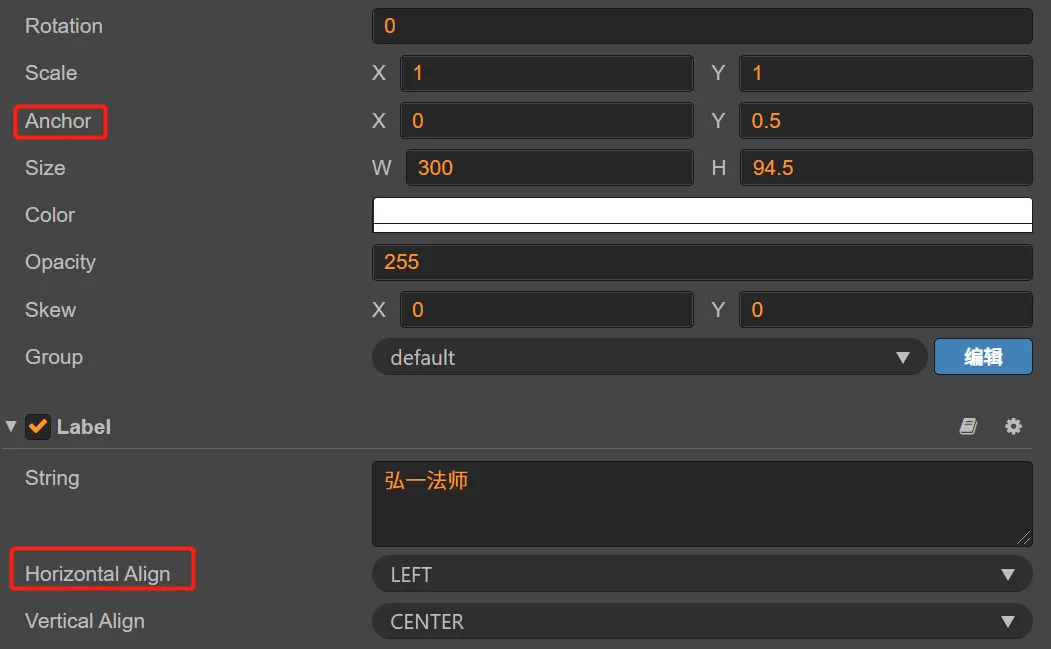 Rotation 0
Scale X 1 Y 1
Anchor X 0 Y 0.5
Size W 300 H 94.5
Color
Opacity 255
Skew X 0 Y 0
Group default 编辑
Label
String 弘一法师
Horizontal Align LEFT
Vertical Align CENTER